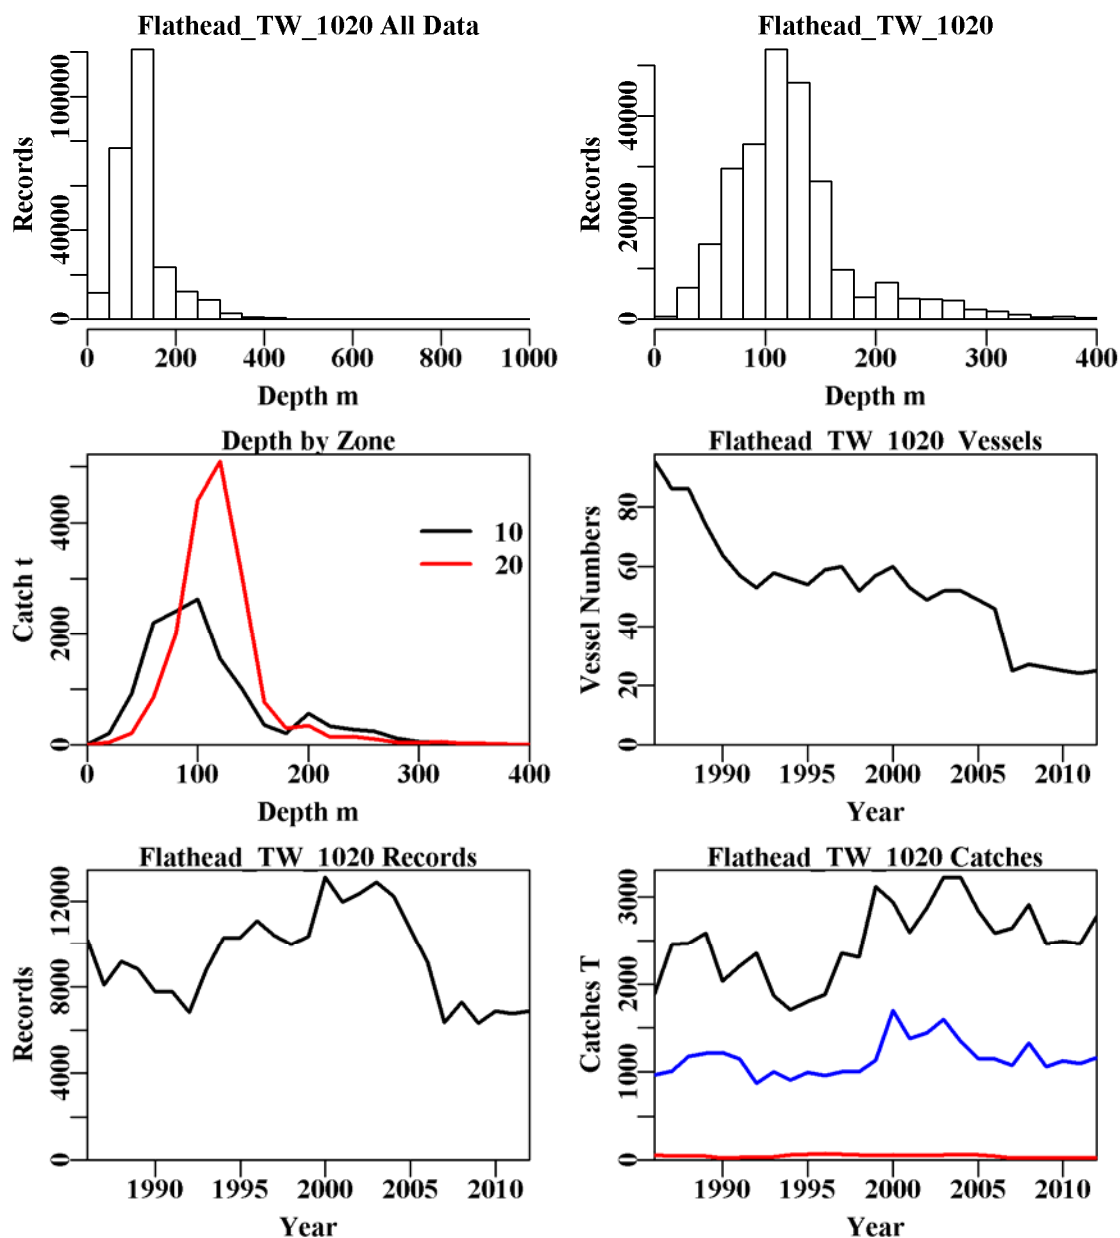 Flathead_TW_1020 All Data
Records
0
40000
100000
0 200 400 600 800 1000
Depth m
Flathead_TW_1020
Records
0
20000
40000
0 100 200 300 400
Depth m
Depth by Zone
Catch t
0
2000
4000
10
20
0 100 200 300 400
Depth m
Flathead_TW_1020_Vessels
Vessel Numbers
0
20
40
60
80
1990 1995 2000 2005 2010
Year
Flathead_TW_1020 Records
Records
0
4000
8000
12000
1990 1995 2000 2005 2010
Year
Flathead_TW_1020 Catches
Catches T
0
1000
2000
3000
1990 1995 2000 2005 2010
Year